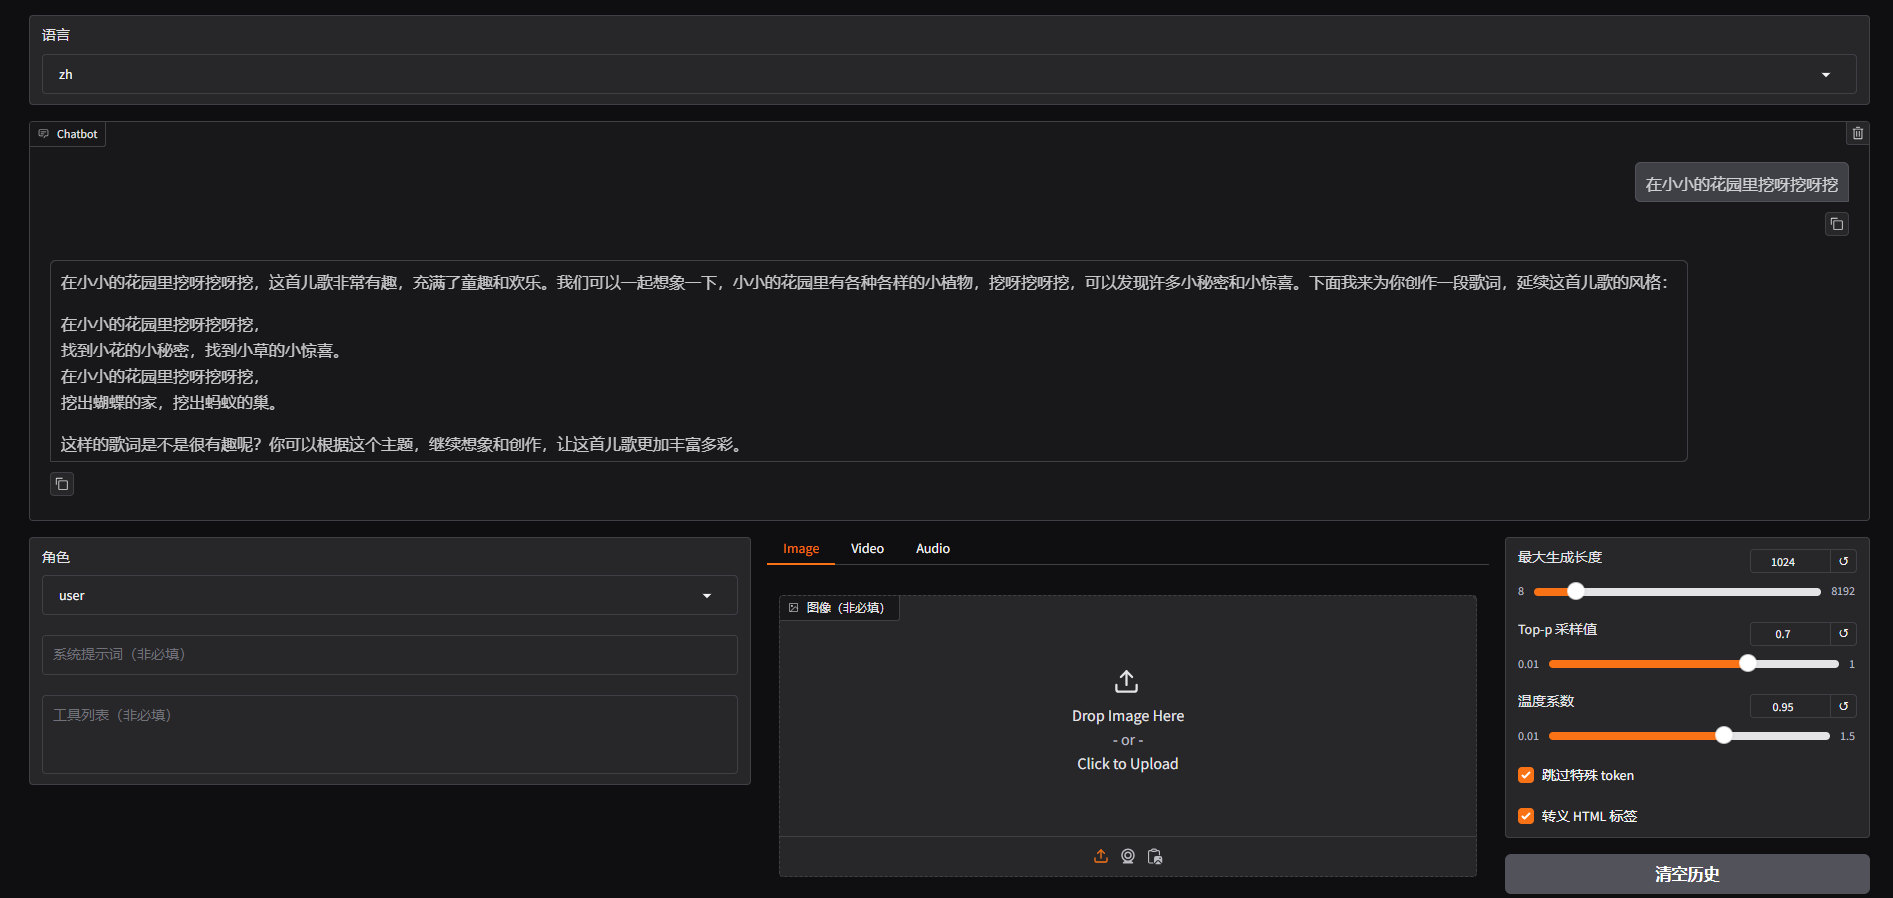 语言
zh
Chatbot
在小小的花园里挖呀挖呀挖
在小小的花园里挖呀挖呀挖，这首儿歌非常有趣，充满了童趣和欢乐。我们可以一起想象一下，小小的花园里有各种各样的小植物，挖呀挖呀挖，可以发现许多小秘密和小惊喜。下面我来为你创作一段歌词，延续这首儿歌的风格：
在小小的花园里挖呀挖呀挖，
找到小花的小秘密，找到小草的小惊喜。
在小小的花园里挖呀挖呀挖，
挖出蝴蝶的家，挖出蚂蚁的巢。
这样的歌词是不是很有趣呢？你可以根据这个主题，继续想象和创作，让这首儿歌更加丰富多彩。
角色
user
系统提示词（非必填）
工具列表（非必填）
Image Video Audio
图像（非必填）
Drop Image Here
- or -
Click to Upload
最大生成长度 1024
8 8192
Top-p 采样值 0.7
0.01 1
温度系数 0.95
0.01 1.5
跳过特殊 token
转义 HTML 标签
清空历史